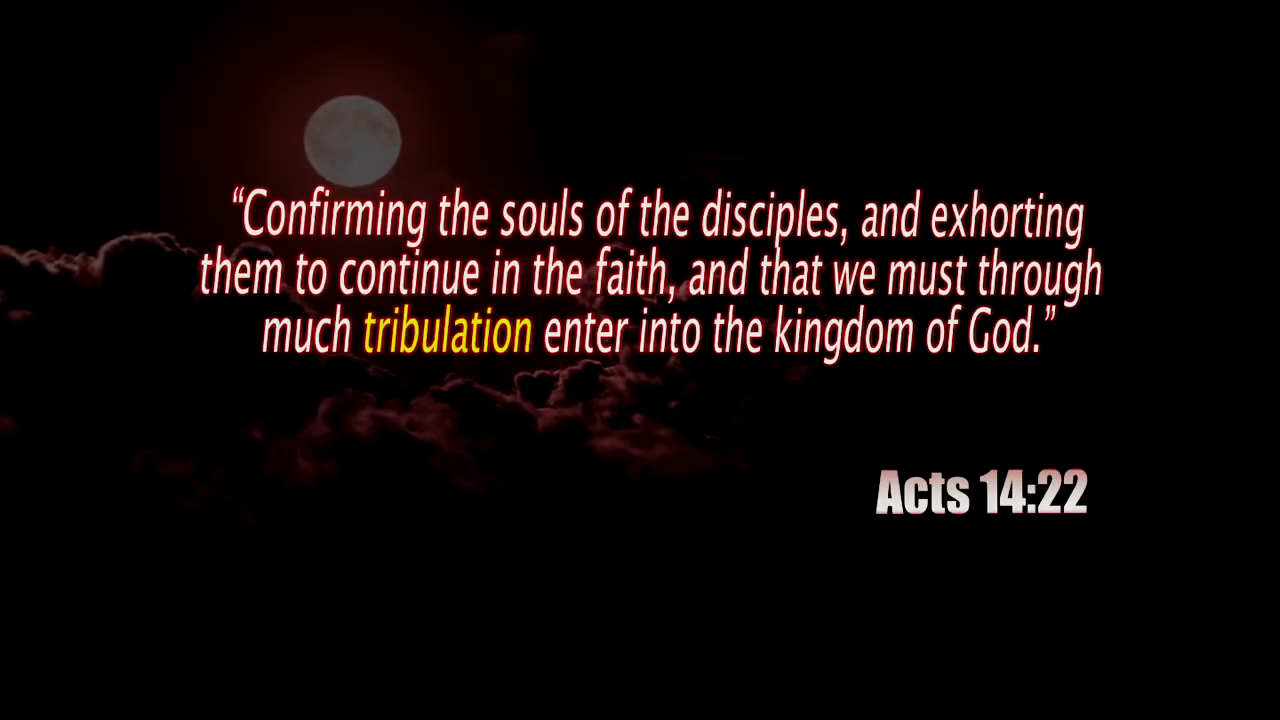 “Confirming the souls of the disciples, and exhorting
them to continue in the faith, and that we must through
much tribulation enter into the kingdom of God.”
Acts 14:22